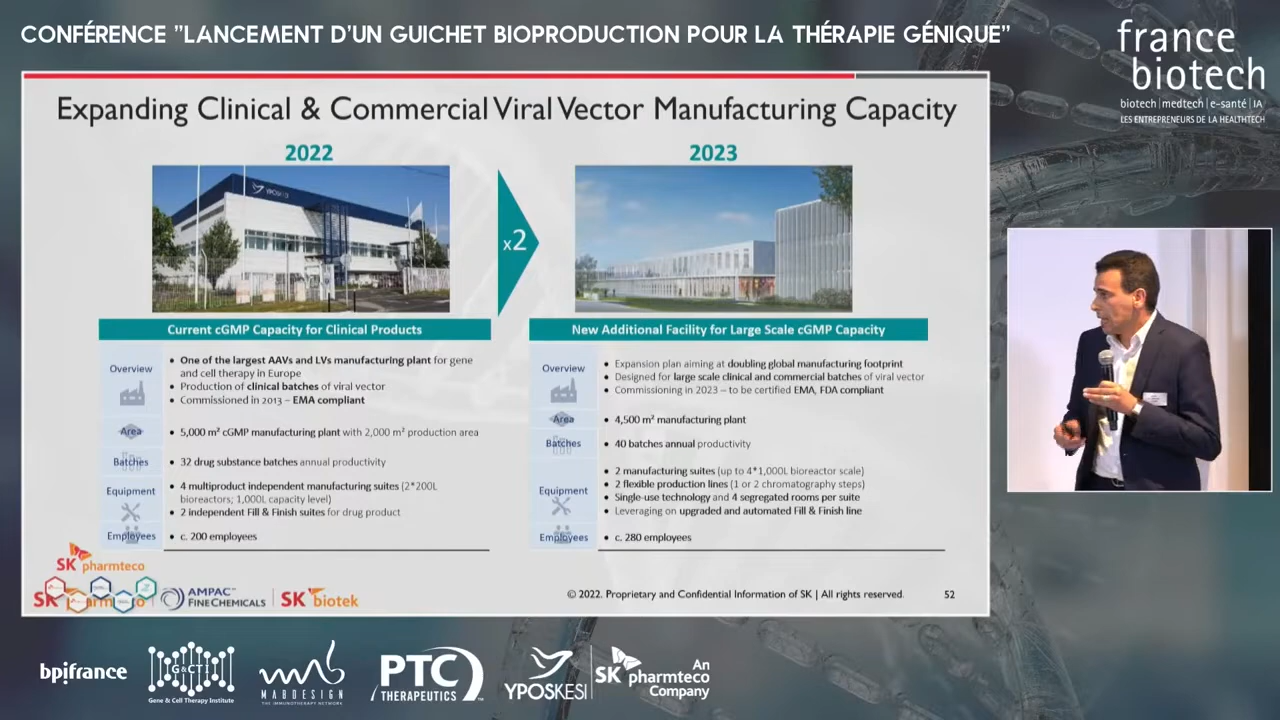 CONFÉRENCE "LANCEMENT D'UN GUICHET BIOPRODUCTION POUR LA THÉRAPIE GÉNIQUE"
france
biotech
biotech | medtech | e-santé | IA
LES ENTREPRENEURS DE LA HEALTHTECH
Expanding Clinical & Commercial Viral Vector Manufacturing Capacity
2022
YPOSKESI
x2
2023
Current cGMP Capacity for Clinical Products
Overview
• One of the largest AAVs and LVs manufacturing plant for gene
and cell therapy in Europe
• Production of clinical batches of viral vector
• Commissioned in 2013 – EMA compliant
Area
• 5,000 m² cGMP manufacturing plant with 2,000 m² production area
Batches
• 32 drug substance batches annual productivity
Equipment
• 4 multiproduct independent manufacturing suites (2*200L
bioreactors; 1,000L capacity level)
• 2 independent Fill & Finish suites for drug product
Employees
• c. 200 employees
New Additional Facility for Large Scale cGMP Capacity
Overview
• Expansion plan aiming at doubling global manufacturing footprint
• Designed for large scale clinical and commercial batches of viral vector
• Commissioning in 2023 – to be certified EMA, FDA compliant
Area
• 4,500 m² manufacturing plant
Batches
• 40 batches annual productivity
Equipment
• 2 manufacturing suites (up to 4*1,000L bioreactor scale)
• 2 flexible production lines (1 or 2 chromatography steps)
• Single-use technology and 4 segregated rooms per suite
• Leveraging on upgraded and automated Fill & Finish line
Employees
• c. 280 employees
SK pharmteco
SK
AMPAC™
FINE CHEMICALS
SK biotek
© 2022. Proprietary and Confidential Information of SK | All rights reserved.
52
bpifrance
G&CTI
Gene & Cell Therapy Institute
MABDESIGN
THE IMMUNOTHERAPY NETWORK
PTC
THERAPEUTICS
YPOSKESI
SK pharmteco
An
Company